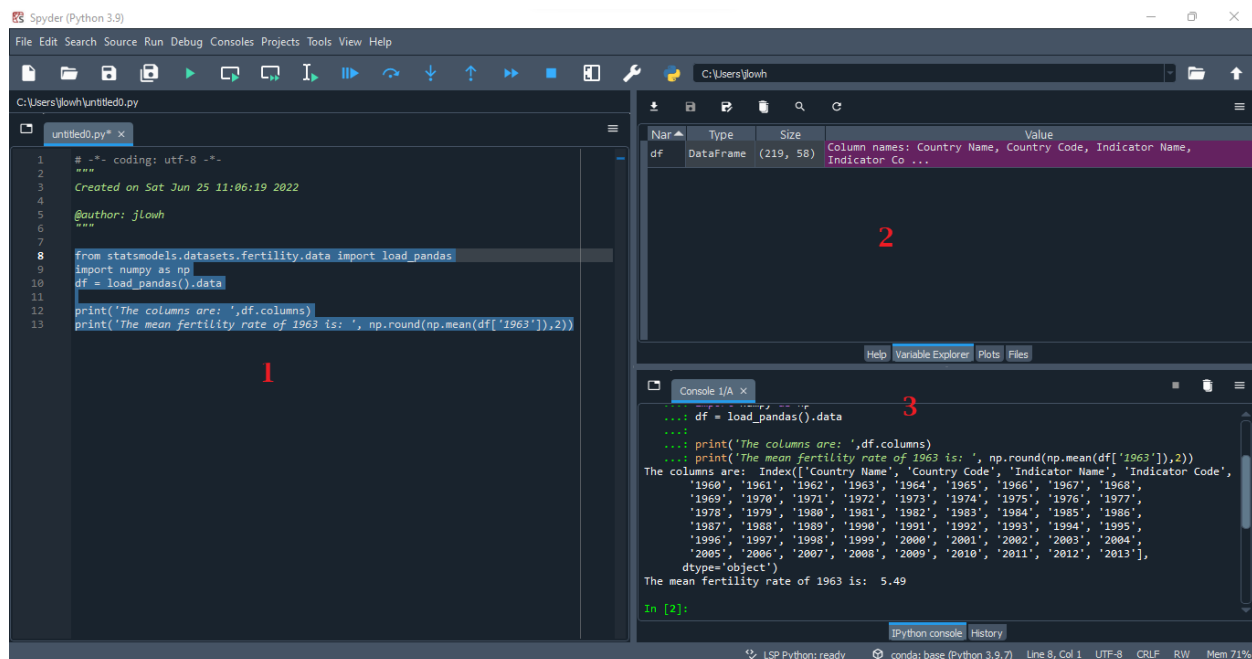 Spyder (Python 3.9)
File Edit Search Source Run Debug Consoles Projects Tools View Help
C:\Users\jlowh
C:\Users\jlowh\untitled0.py
untitled0.py*
1 # -*- coding: utf-8 -*-
2 """
3 Created on Sat Jun 25 11:06:19 2022
4
5 @author: jlowh
6 """
7
8 from statsmodels.datasets.fertility.data import load_pandas
9 import numpy as np
10 df = load_pandas().data
11
12 print('The columns are: ',df.columns)
13 print('The mean fertility rate of 1963 is: ', np.round(np.mean(df['1963']),2))
1
Nar Type Size Value
df DataFrame (219, 58) Column names: Country Name, Country Code, Indicator Name,
Indicator Co ...
2
Help Variable Explorer Plots Files
Console 1/A
3
...: import numpy as np
...: df = load_pandas().data
...:
...: print('The columns are: ',df.columns)
...: print('The mean fertility rate of 1963 is: ', np.round(np.mean(df['1963']),2))
The columns are:  Index(['Country Name', 'Country Code', 'Indicator Name', 'Indicator Code',
'1960', '1961', '1962', '1963', '1964', '1965', '1966', '1967', '1968',
'1969', '1970', '1971', '1972', '1973', '1974', '1975', '1976', '1977',
'1978', '1979', '1980', '1981', '1982', '1983', '1984', '1985', '1986',
'1987', '1988', '1989', '1990', '1991', '1992', '1993', '1994', '1995',
'1996', '1997', '1998', '1999', '2000', '2001', '2002', '2003', '2004',
'2005', '2006', '2007', '2008', '2009', '2010', '2011', '2012', '2013'],
dtype='object')
The mean fertility rate of 1963 is:  5.49
In [2]:
IPython console History
LSP Python: ready conda: base (Python 3.9.7) Line 8, Col 1 UTF-8 CRLF RW Mem 71%